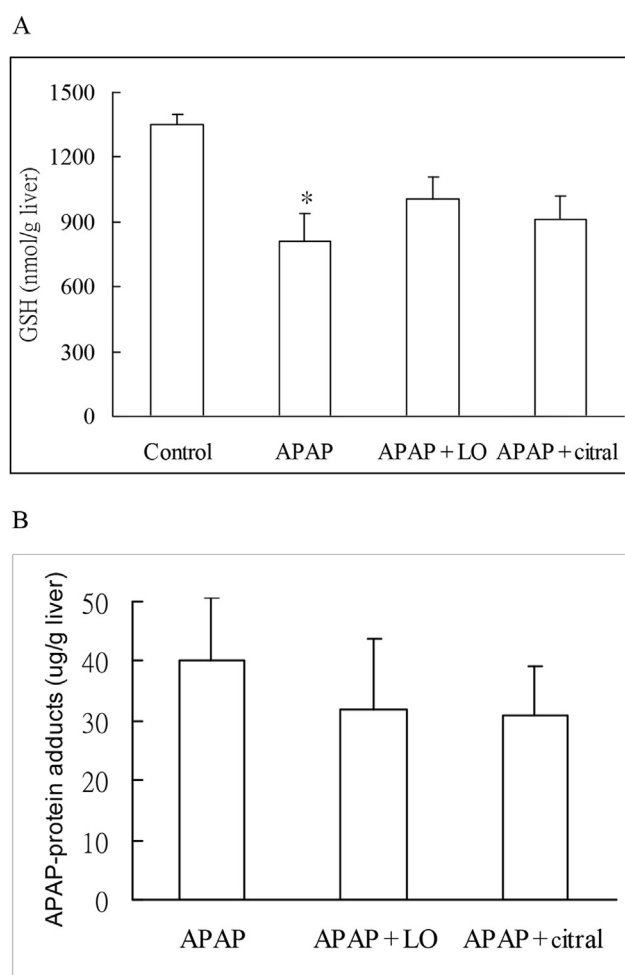 A
GSH (nmol/g liver)
1500
1200
900
600
300
0
*
Control APAP APAP + LO APAP + citral
B
APAP-protein adducts (ug/g liver)
50
40
30
20
10
0
APAP APAP + LO APAP + citral